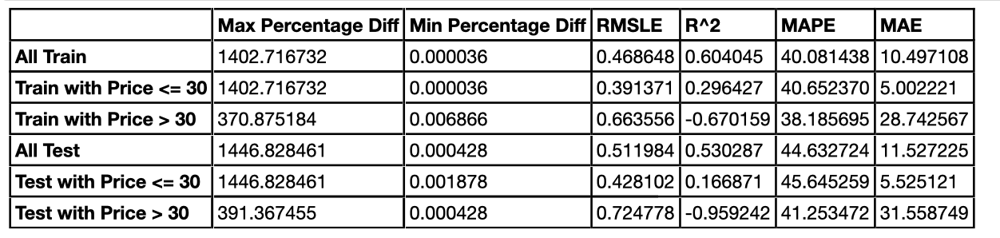 Max Percentage Diff Min Percentage Diff RMSLE R^2 MAPE MAE
All Train 1402.716732 0.000036 0.468648 0.604045 40.081438 10.497108
Train with Price <= 30 1402.716732 0.000036 0.391371 0.296427 40.652370 5.002221
Train with Price > 30 370.875184 0.006866 0.663556 -0.670159 38.185695 28.742567
All Test 1446.828461 0.000428 0.511984 0.530287 44.632724 11.527225
Test with Price <= 30 1446.828461 0.001878 0.428102 0.166871 45.645259 5.525121
Test with Price > 30 391.367455 0.000428 0.724778 -0.959242 41.253472 31.558749